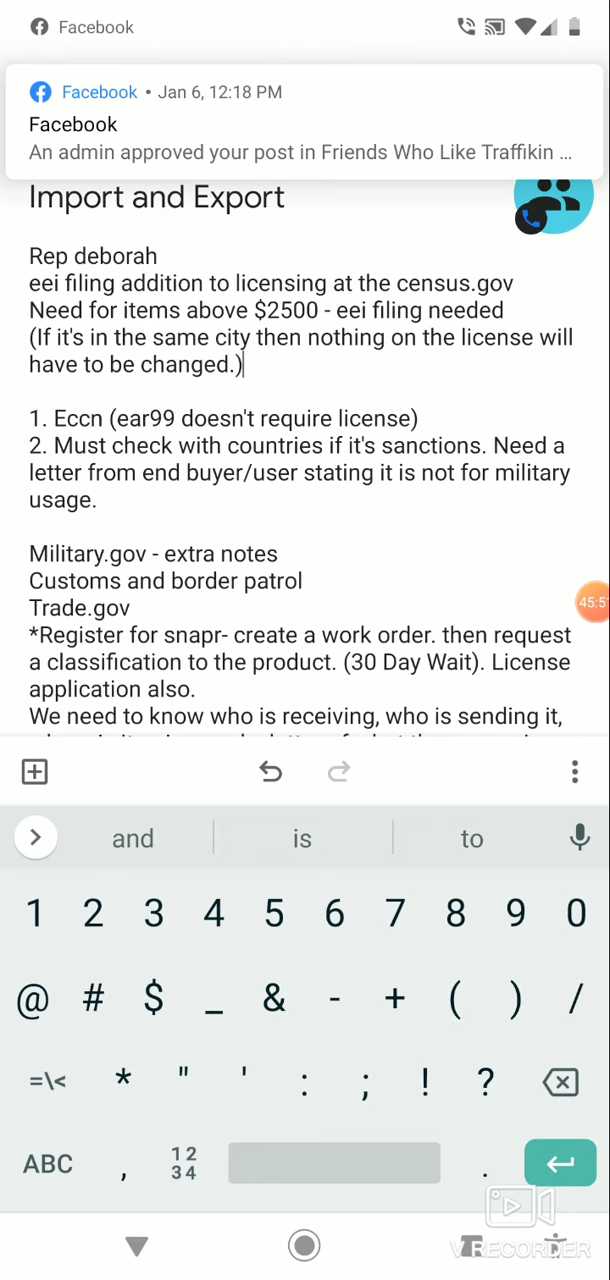 Facebook
Facebook • Jan 6, 12:18 PM
Facebook
An admin approved your post in Friends Who Like Traffikin ...
Import and Export
Rep deborah
eei filing addition to licensing at the census.gov
Need for items above $2500 - eei filing needed
(If it's in the same city then nothing on the license will
have to be changed.)
1. Eccn (ear99 doesn't require license)
2. Must check with countries if it's sanctions. Need a
letter from end buyer/user stating it is not for military
usage.
Military.gov - extra notes
Customs and border patrol
Trade.gov
45:5
*Register for snapr- create a work order. then request
a classification to the product. (30 Day Wait). License
application also.
We need to know who is receiving, who is sending it,
and is to
1 2 3 4 5 6 7 8 9 0
@ # $ _ & - + ( ) /
=\< * " ' : ; ! ?
ABC , 12 34 .
VRECORDER